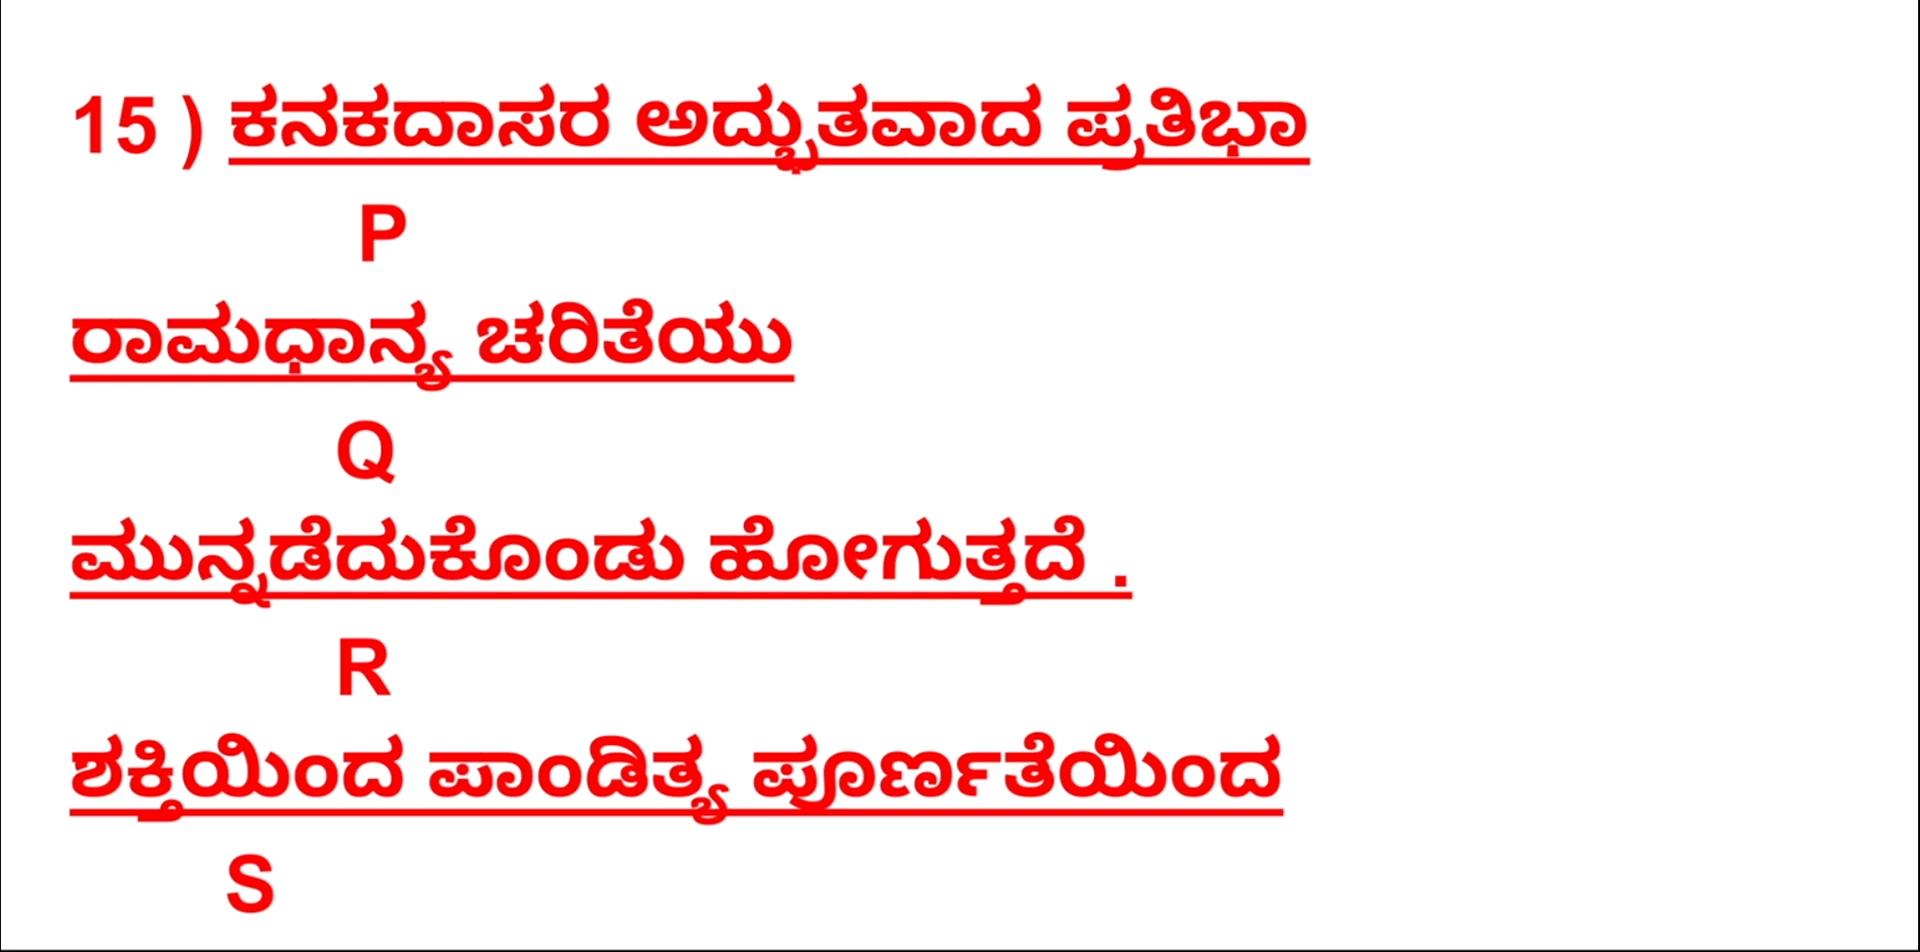 15 ) ಕನಕದಾಸರ ಅದ್ಭುತವಾದ ಪ್ರತಿಭಾ
P
ರಾಮಧಾನ್ಯ ಚರಿತೆಯು
Q
ಮುನ್ನಡೆದುಕೊಂಡು ಹೋಗುತ್ತದೆ .
R
ಶಕ್ತಿಯಿಂದ ಪಾಂಡಿತ್ಯ ಪೂರ್ಣತೆಯಿಂದ
S